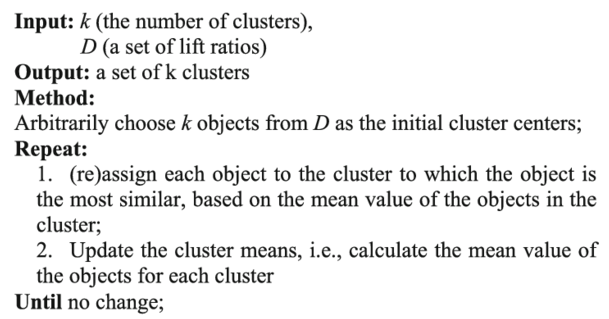 Input: k (the number of clusters),
D (a set of lift ratios)
Output: a set of k clusters
Method:
Arbitrarily choose k objects from D as the initial cluster centers;
Repeat:
1. (re)assign each object to the cluster to which the object is
the most similar, based on the mean value of the objects in the
cluster;
2. Update the cluster means, i.e., calculate the mean value of
the objects for each cluster
Until no change;